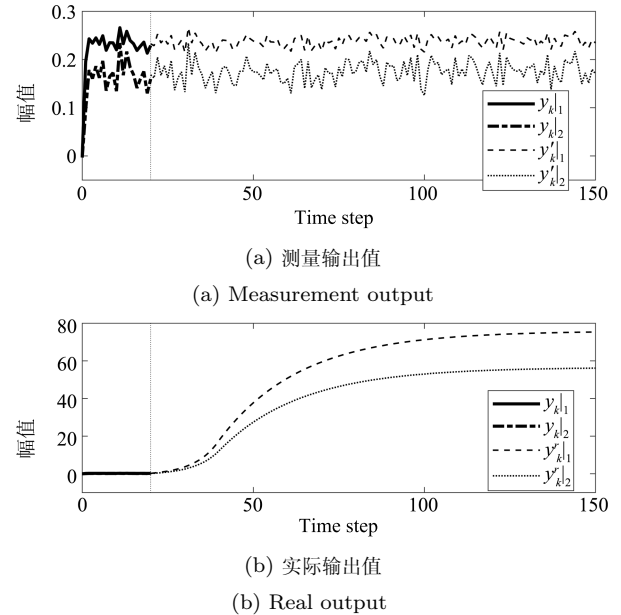 0.3
0.2
0.1
0
幅值
0
50
100
150
Time step
y_k|_1
y_k|_2
y'_k|_1
y'_k|_2
(a) 测量输出值
(a) Measurement output
80
60
40
20
0
幅值
0
50
100
150
Time step
y_k|_1
y_k|_2
y^r_k|_1
y^r_k|_2
(b) 实际输出值
(b) Real output